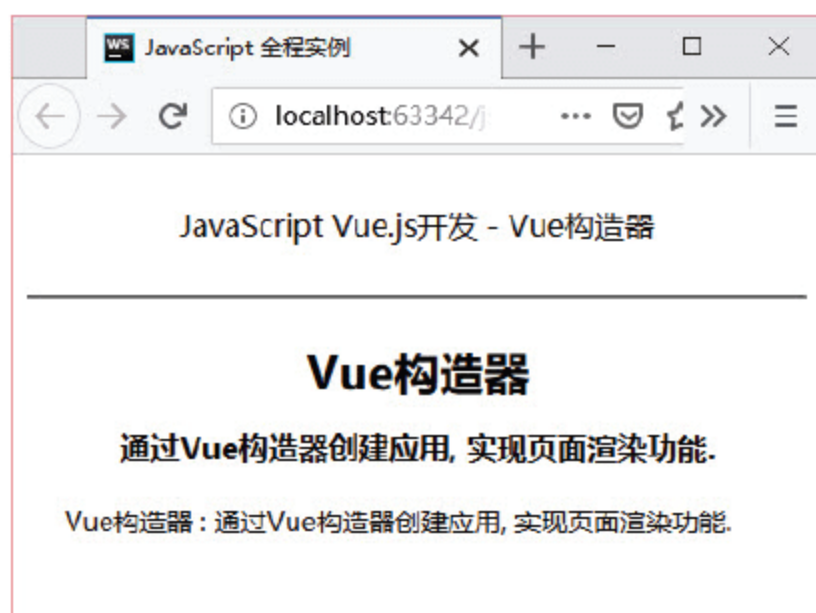 WS JavaScript 全程实例
localhost:63342/j
JavaScript Vue.js开发 - Vue构造器
Vue构造器
通过Vue构造器创建应用, 实现页面渲染功能.
Vue构造器 : 通过Vue构造器创建应用, 实现页面渲染功能.